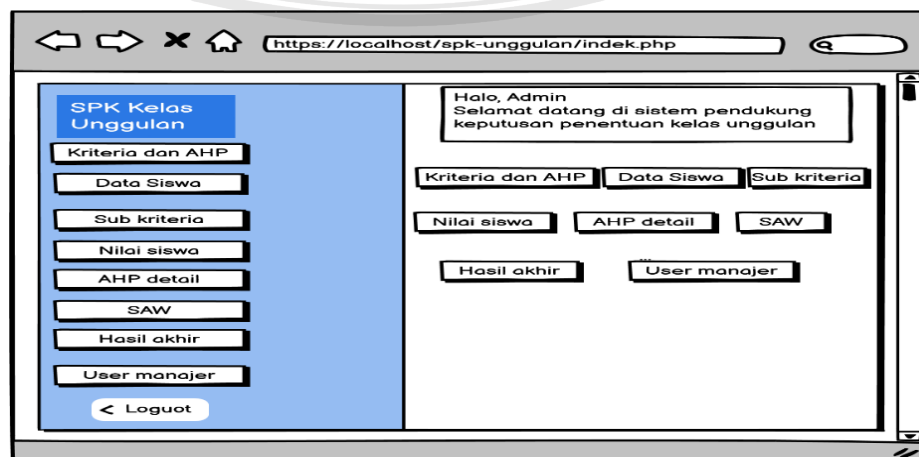 https://localhost/spk-unggulan/indek.php
SPK Kelas
Unggulan
Kriteria dan AHP
Data Siswa
Sub kriteria
Nilai siswa
AHP detail
SAW
Hasil akhir
User manajer
< Loguot
Halo, Admin
Selamat datang di sistem pendukung
keputusan penentuan kelas unggulan
Kriteria dan AHP Data Siswa Sub kriteria
Nilai siswa AHP detail SAW
...
Hasil akhir User manajer